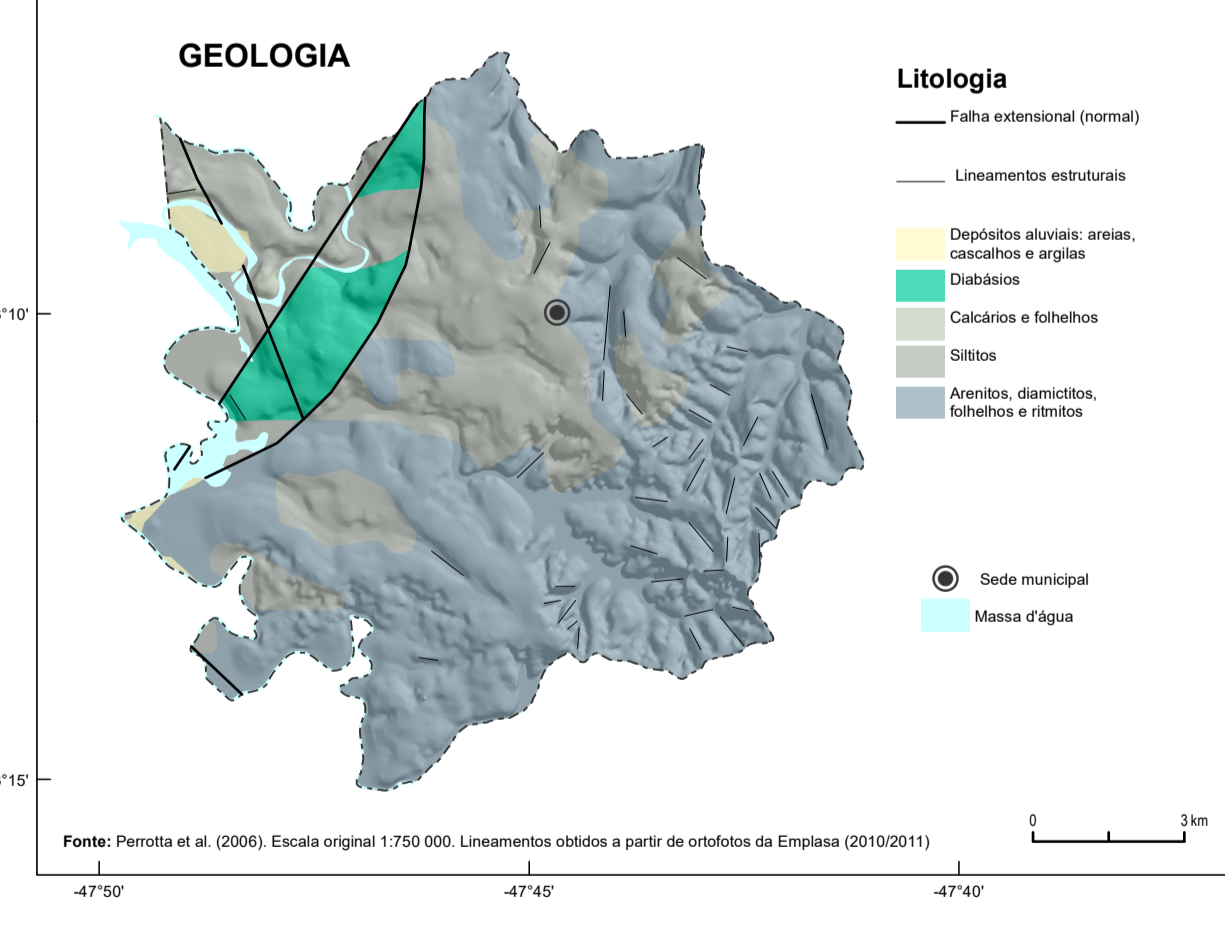 GEOLOGIA
Litologia
Falha extensional (normal)
Lineamentos estruturais
Depósitos aluviais: areias,
cascalhos e argilas
Diabásios
Calcários e folhelhos
Siltitos
Arenitos, diamictitos,
folhelhos e ritmitos
°10'
Sede municipal
Massa d'água
°15'
0 3 km
Fonte: Perrotta et al. (2006). Escala original 1:750 000. Lineamentos obtidos a partir de ortofotos da Emplasa (2010/2011)
-47°50' -47°45' -47°40'